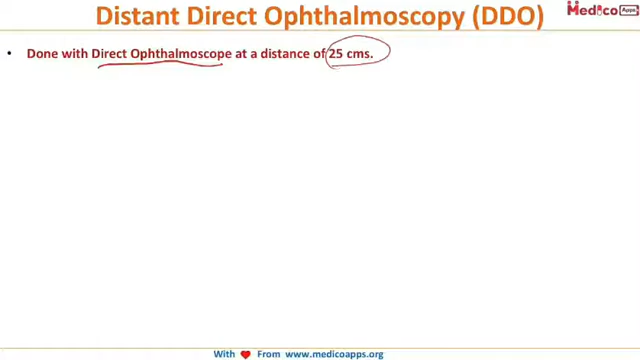 Distant Direct Ophthalmoscopy (DDO)
Medico Apps
• Done with Direct Ophthalmoscope at a distance of 25 cms.
With ❤ From www.medicoapps.org